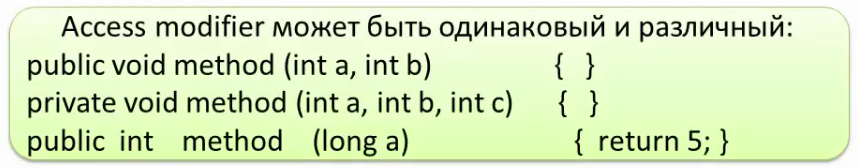 Access modifier может быть одинаковый и различный:
public void method (int a, int b) { }
private void method (int a, int b, int c) { }
public int method (long a) { return 5; }